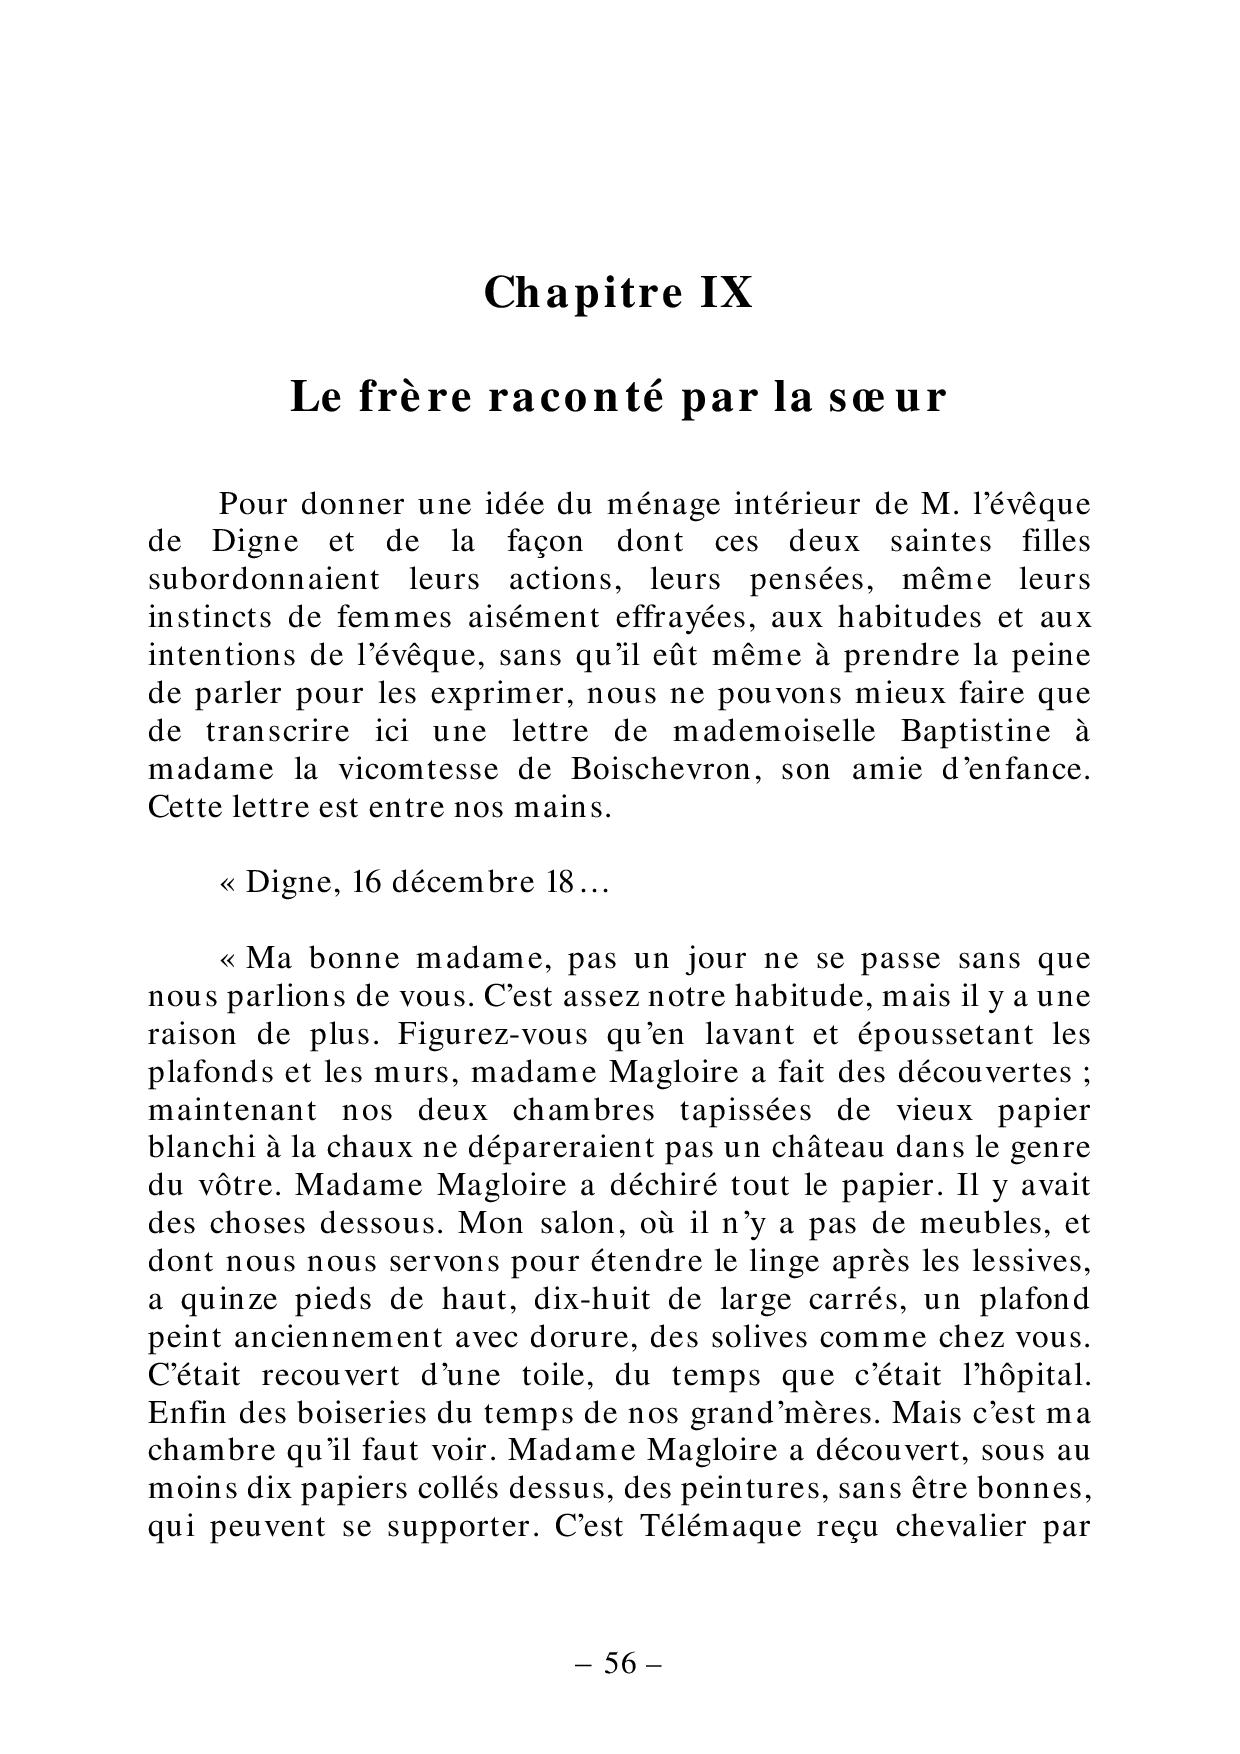 Chapitre IX
Le frère raconté par la sœur
Pour donner une idée du ménage intérieur de M. l’évêque
de Digne et de la façon dont ces deux saintes filles
subordonnaient leurs actions, leurs pensées, même leurs
instincts de femmes aisément effrayées, aux habitudes et aux
intentions de l’évêque, sans qu’il eût même à prendre la peine
de parler pour les exprimer, nous ne pouvons mieux faire que
de transcrire ici une lettre de mademoiselle Baptistine à
madame la vicomtesse de Boischevron, son amie d’enfance.
Cette lettre est entre nos mains.
« Digne, 16 décembre 18…
« Ma bonne madame, pas un jour ne se passe sans que
nous parlions de vous. C’est assez notre habitude, mais il y a une
raison de plus. Figurez-vous qu’en lavant et époussetant les
plafonds et les murs, madame Magloire a fait des découvertes ;
maintenant nos deux chambres tapissées de vieux papier
blanchi à la chaux ne dépareraient pas un château dans le genre
du vôtre. Madame Magloire a déchiré tout le papier. Il y avait
des choses dessous. Mon salon, où il n’y a pas de meubles, et
dont nous nous servons pour étendre le linge après les lessives,
a quinze pieds de haut, dix-huit de large carrés, un plafond
peint anciennement avec dorure, des solives comme chez vous.
C’était recouvert d’une toile, du temps que c’était l’hôpital.
Enfin des boiseries du temps de nos grand’mères. Mais c’est ma
chambre qu’il faut voir. Madame Magloire a découvert, sous au
moins dix papiers collés dessus, des peintures, sans être bonnes,
qui peuvent se supporter. C’est Télémaque reçu chevalier par
– 56 –